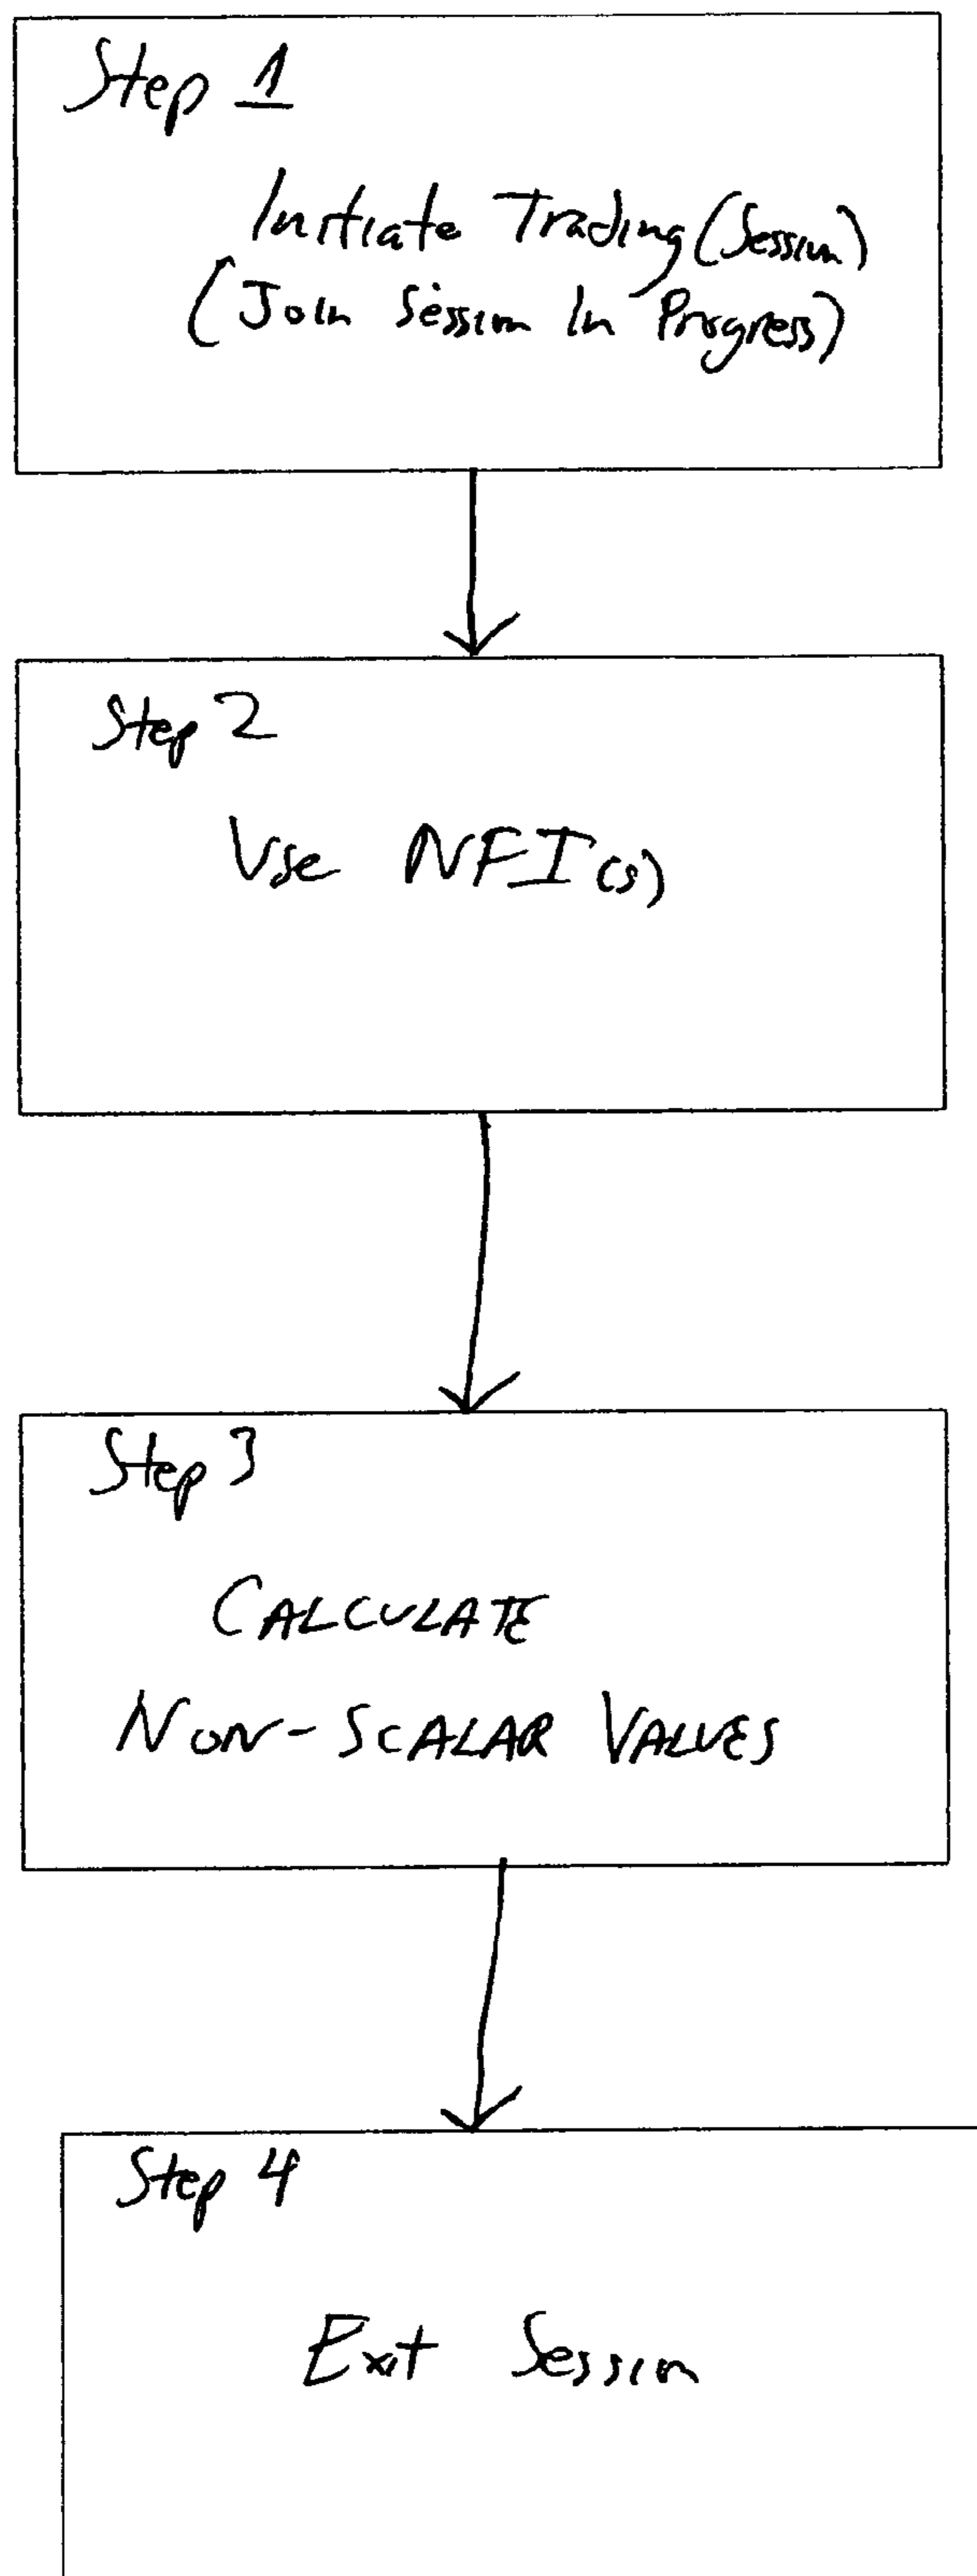 Step 1
Initiate Trading (Session)
(Join Session In Progress)
Step 2
Use NFI(s)
Step 3
CALCULATE
NON-SCALAR VALUES
Step 4
Exit Session